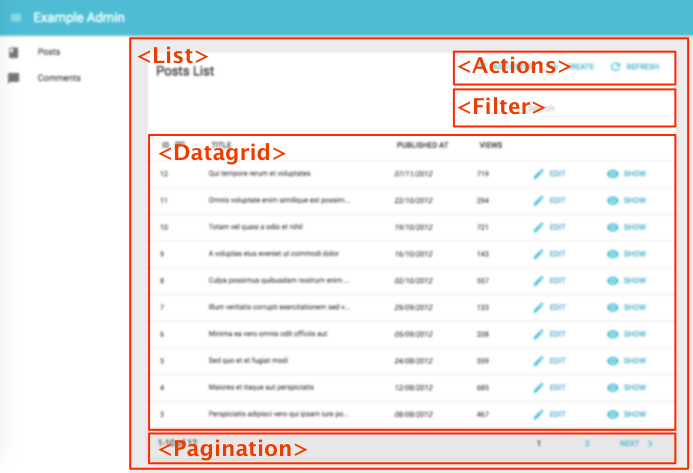 Example Admin
Posts
Comments
<List>
Posts List
<Actions>
CREATE
REFRESH
<Filter>
<Datagrid>
ID TITLE PUBLISHED AT VIEWS
12 Qui tempore rerum et voluptates 07/11/2012 719 EDIT SHOW
11 Omnis voluptate enim similique est possim... 22/10/2012 294 EDIT SHOW
10 Totam vel quasi a odio et nihil 19/10/2012 721 EDIT SHOW
9 A voluptas eius eveniet ut commodi dolor 16/10/2012 143 EDIT SHOW
8 Culpa possimus quibusdam nostrum enim ... 02/10/2012 557 EDIT SHOW
7 Illum veritatis corrupti exercitationem sed v... 29/09/2012 133 EDIT SHOW
6 Minima ea vero omnis odit officiis aut 05/09/2012 208 EDIT SHOW
5 Sed quo et et fugiat modi 24/08/2012 559 EDIT SHOW
4 Maiores et itaque aut perspiciatis 12/08/2012 685 EDIT SHOW
3 Perspiciatis adipisci vero qui ipsam iure po... 08/08/2012 467 EDIT SHOW
<Pagination>
1 2 NEXT